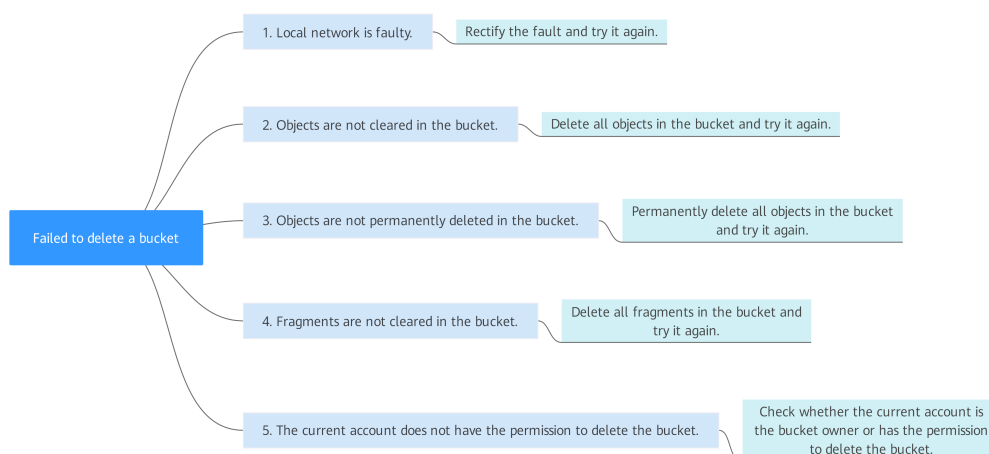 1. Local network is faulty.
Rectify the fault and try it again.
2. Objects are not cleared in the bucket.
Delete all objects in the bucket and try it again.
Failed to delete a bucket
3. Objects are not permanently deleted in the bucket.
Permanently delete all objects in the bucket
and try it again.
4. Fragments are not cleared in the bucket.
Delete all fragments in the bucket and
try it again.
5. The current account does not have the permission to delete the bucket.
Check whether the current account is
the bucket owner or has the permission
to delete the bucket.